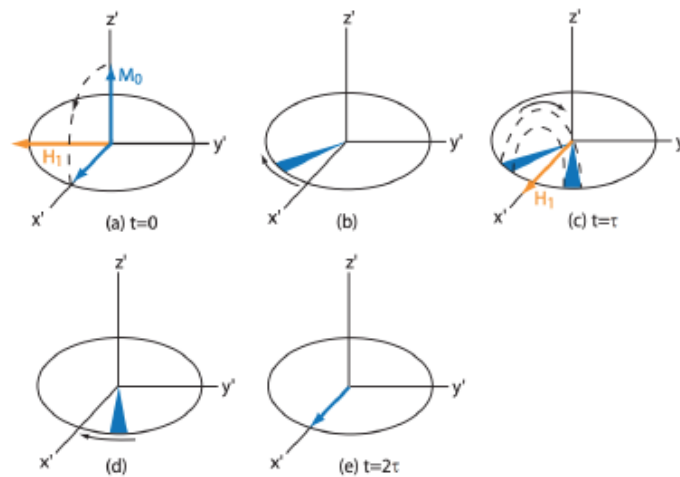 z' z' z'
M₀
H₁ y' y' y
x' x' x' H₁
(a) t=0 (b) (c) t=τ
z' z'
y' y'
x' x'
(d) (e) t=2τ